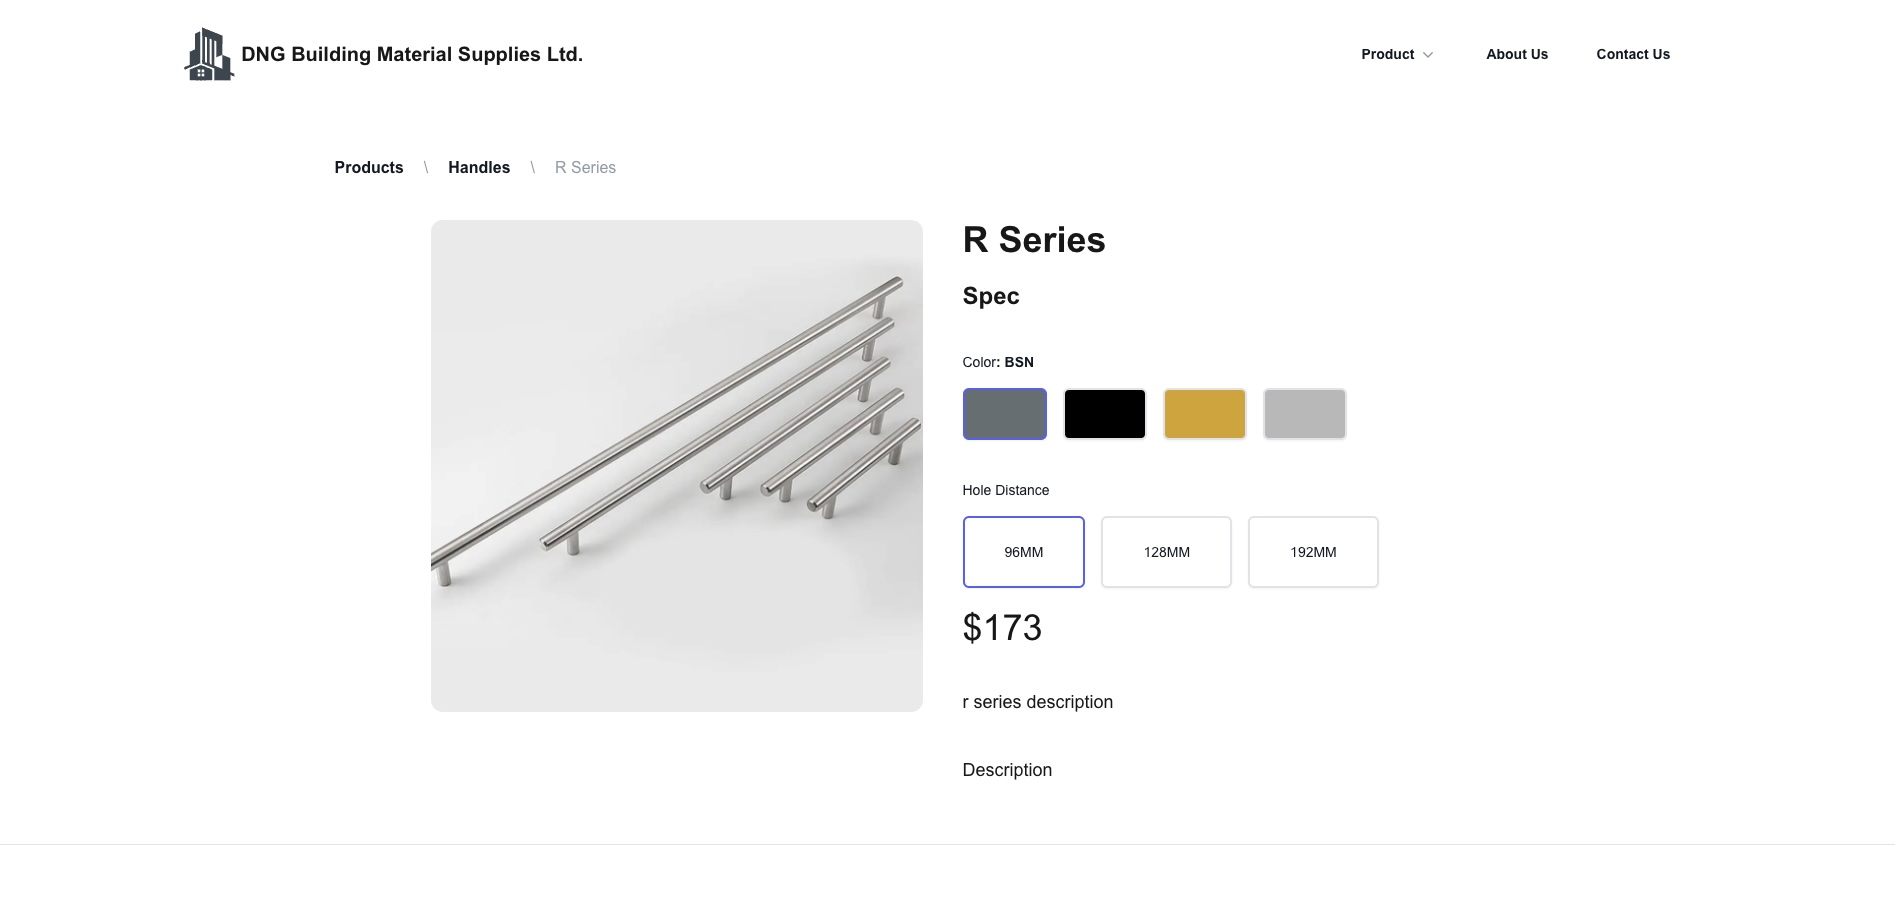 DNG Building Material Supplies Ltd.
Product
About Us
Contact Us
Products \ Handles \ R Series
R Series
Spec
Color: BSN
Hole Distance
96MM
128MM
192MM
$173
r series description
Description